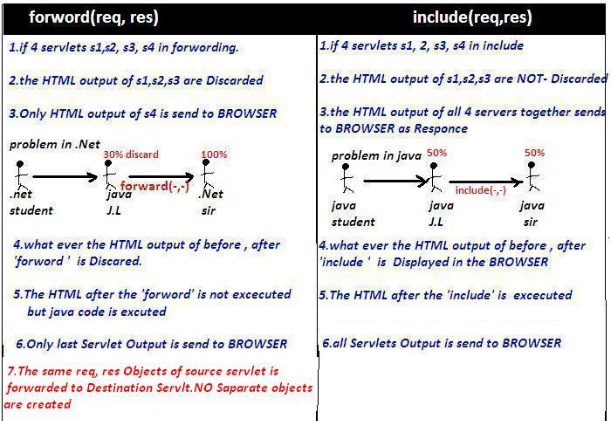 forword(req, res)
1.if 4 servlets s1,s2, s3, s4 in forwording.
2.the HTML output of s1,s2,s3 are Discarded
3.Only HTML output of s4 is send to BROWSER
problem in .Net
30% discard
100%
forward(-,-)
.net
java
.Net
student
J.L
sir
4.what ever the HTML output of before , after
'forword ' is Discared.
5.The HTML after the 'forword' is not excecuted
but java code is excuted
6.Only last Servlet Output is send to BROWSER
7.The same req, res Objects of source servlet is
forwarded to Destination Servlt.NO Saparate objects
are created
include(req,res)
1.if 4 servlets s1, 2, s3, s4 in include
2.the HTML output of s1,s2,s3 are NOT- Discarded
3.the HTML output of all 4 servers together sends
to BROWSER as Responce
problem in java
50%
50%
include(-,-)
java
java
java
student
J.L
sir
4.what ever the HTML output of before , after
'include ' is Displayed in the BROWSER
5.The HTML after the 'include' is excecuted
6.all Servlets Output is send to BROWSER